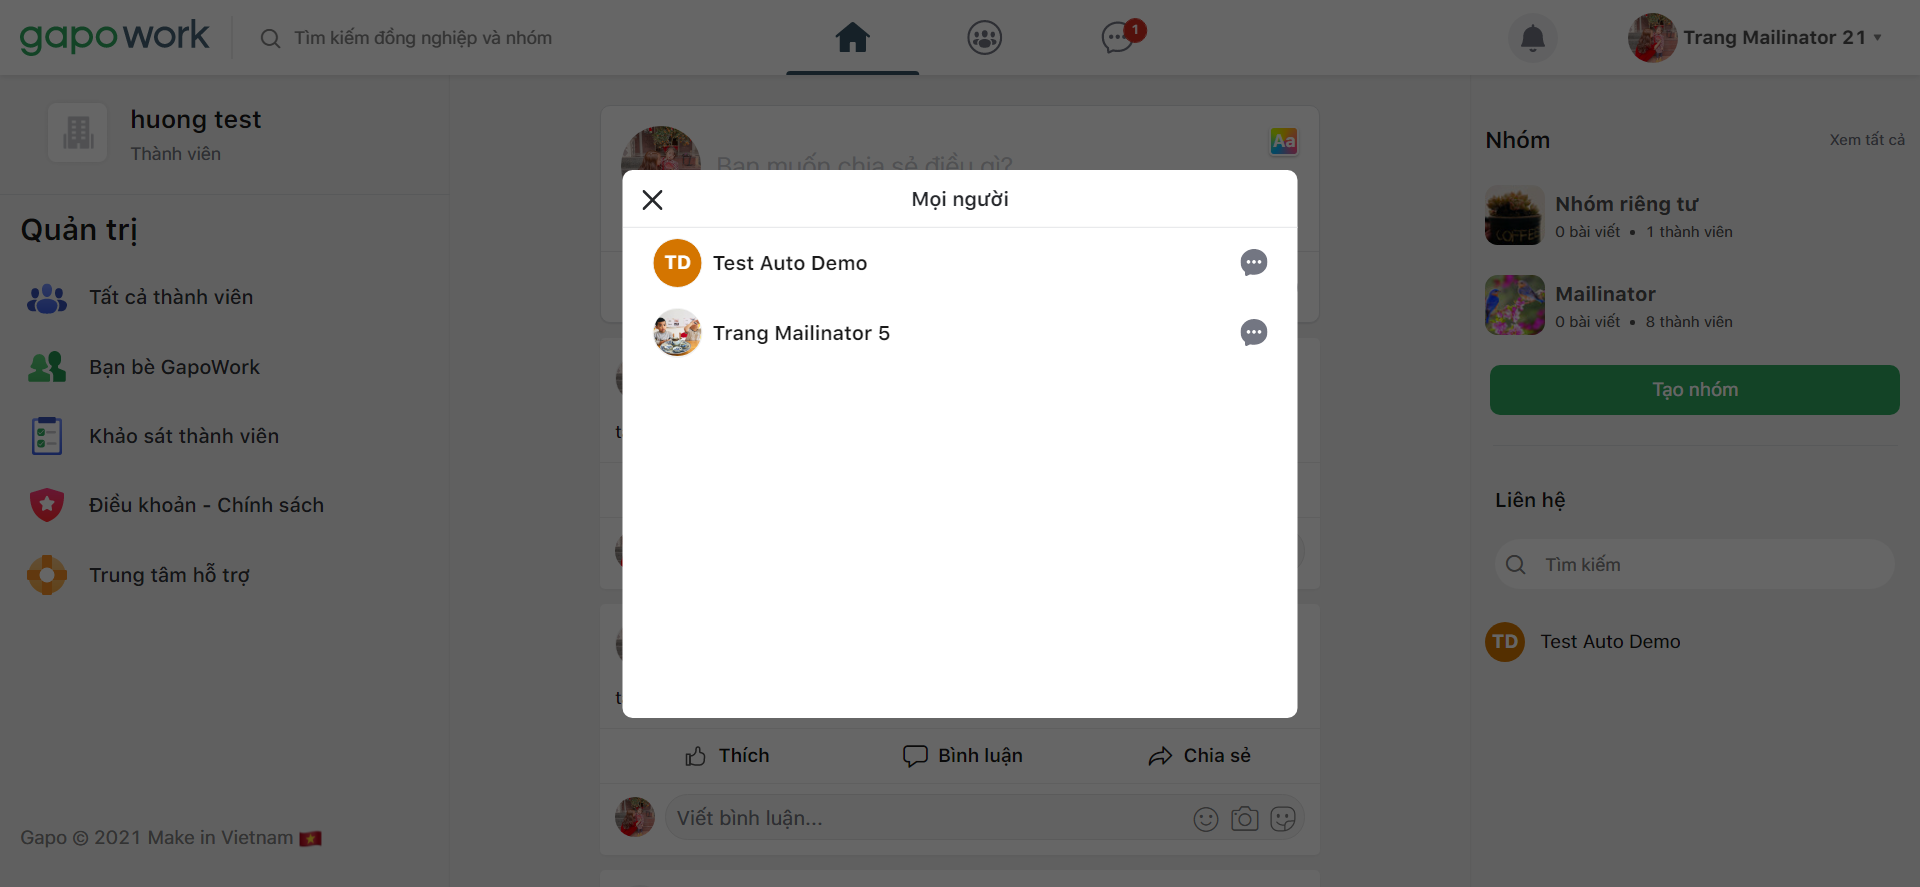 gapowork
Tìm kiếm đồng nghiệp và nhóm
1
Trang Mailinator 21
huong test
Thành viên
Quản trị
Tất cả thành viên
Bạn bè GapoWork
Khảo sát thành viên
Điều khoản - Chính sách
Trung tâm hỗ trợ
Gapo © 2021 Make in Vietnam
Bạn muốn chia sẻ điều gì?
Aa
Mọi người
TD
Test Auto Demo
Trang Mailinator 5
t
t
Thích
Bình luận
Chia sẻ
Viết bình luận...
Nhóm
Xem tất cả
Nhóm riêng tư
0 bài viết • 1 thành viên
COFFEE
Mailinator
0 bài viết • 8 thành viên
Tạo nhóm
Liên hệ
Tìm kiếm
TD
Test Auto Demo